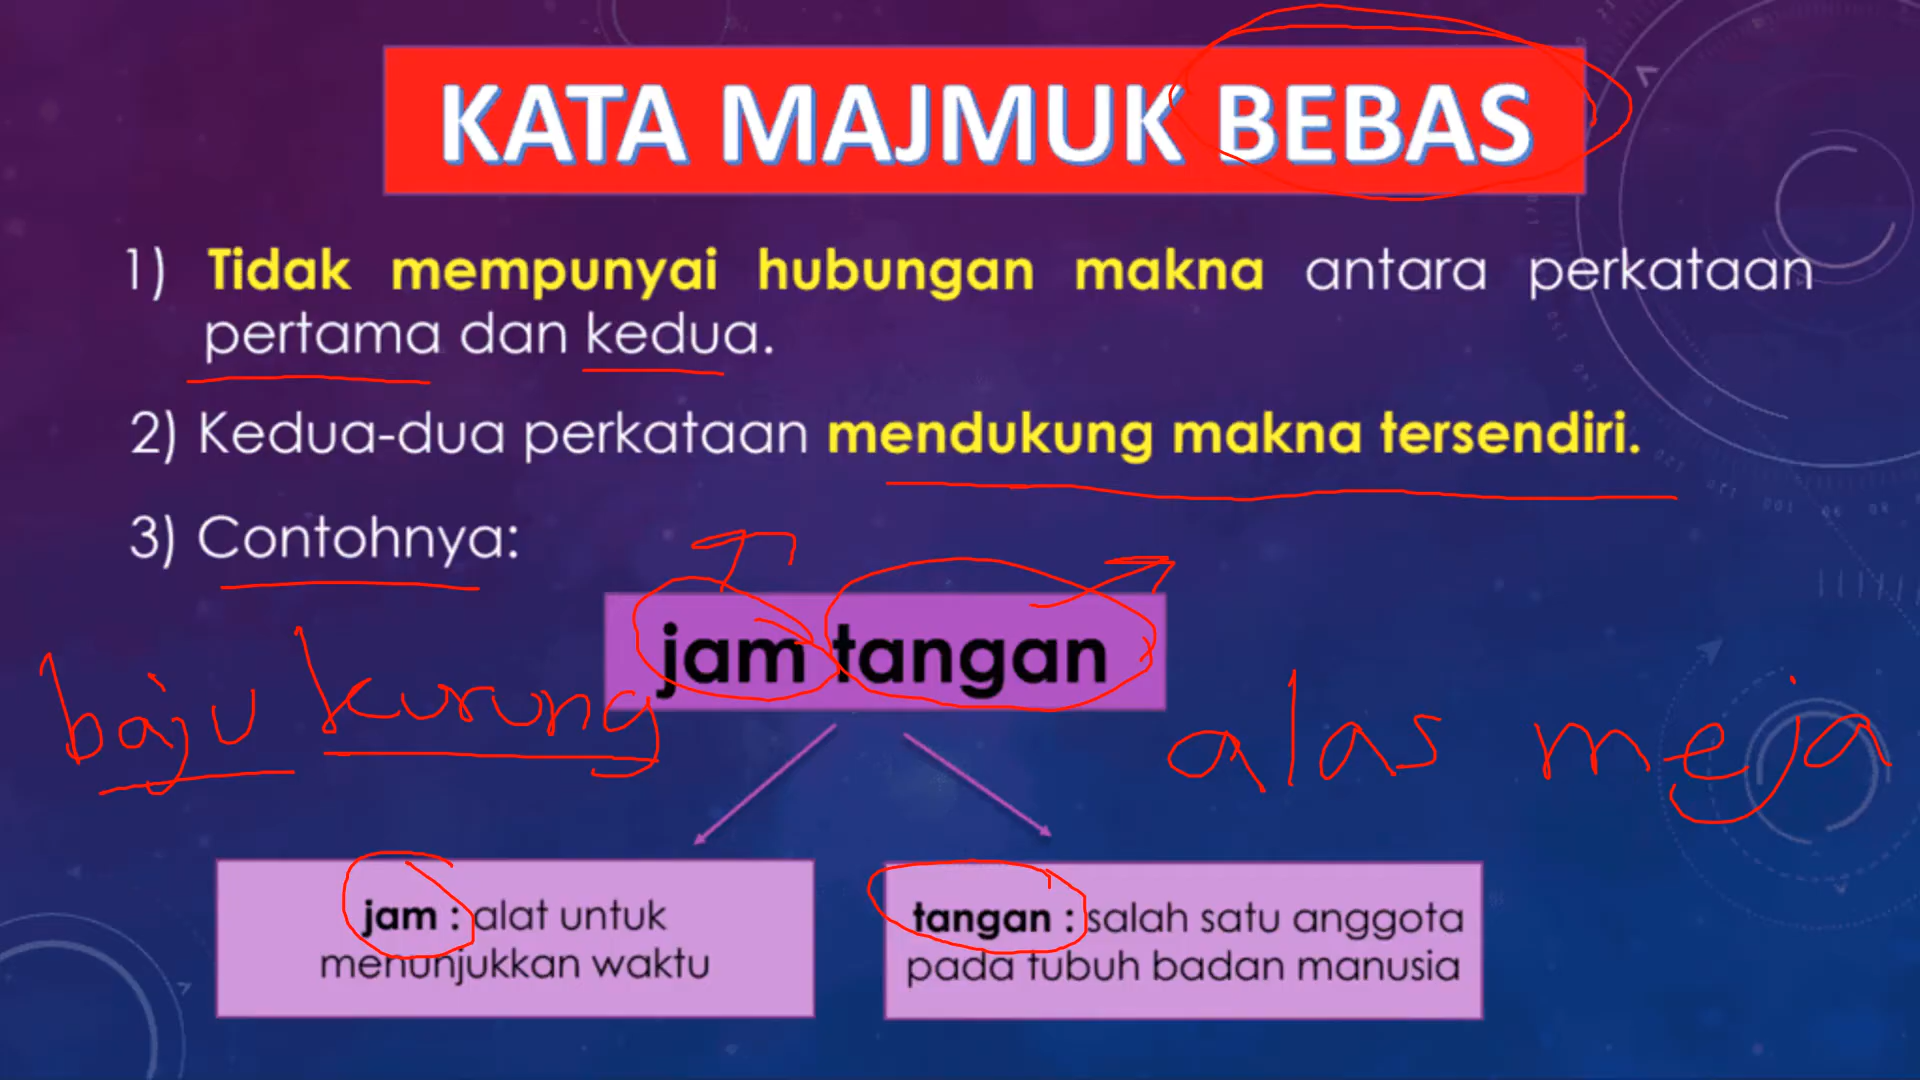 KATA MAJMUK BEBAS
1) Tidak mempunyai hubungan makna antara perkataan
pertama dan kedua.
2) Kedua-dua perkataan mendukung makna tersendiri.
3) Contohnya:
jam tangan
baju kurung
alas meja
jam : alat untuk
menunjukkan waktu
tangan : salah satu anggota
pada tubuh badan manusia